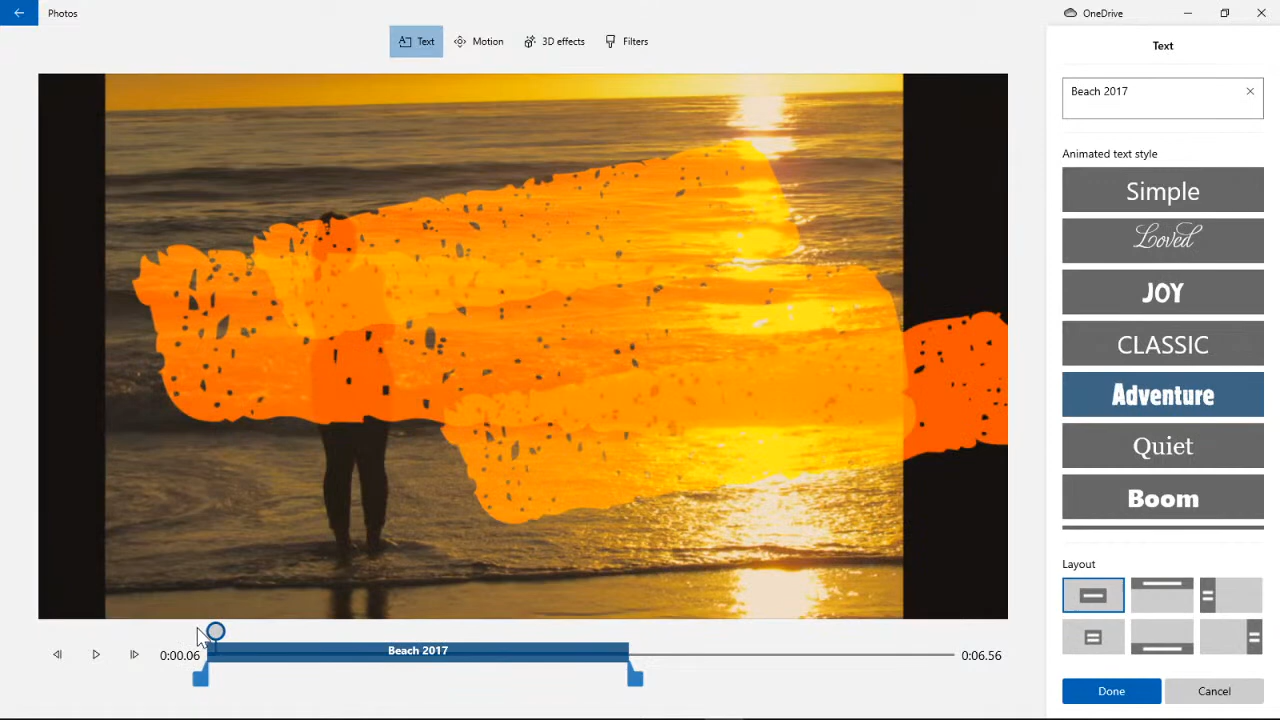 Photos
OneDrive
Text
Motion
3D effects
Filters
Text
Beach 2017
Animated text style
Simple
Loved
JOY
CLASSIC
Adventure
Quiet
Boom
Layout
0:00.06
Beach 2017
0:06.56
Done
Cancel